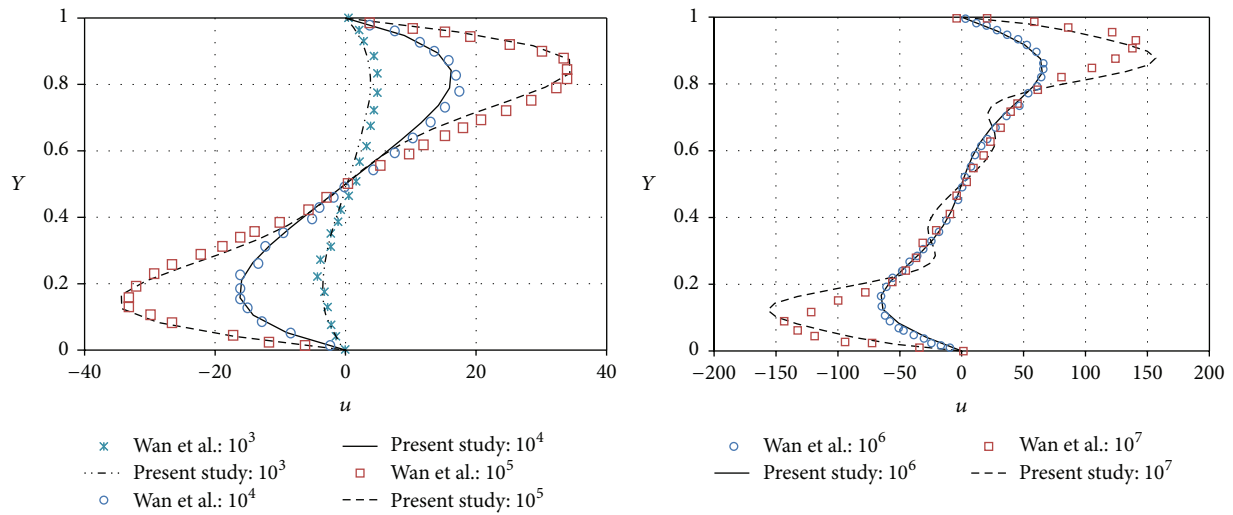 1
0.8
0.6
Y
0.4
0.2
0
−40
−20
0
20
40
u
Wan et al.: 10³
Present study: 10⁴
Present study: 10³
Wan et al.: 10⁵
Wan et al.: 10⁴
Present study: 10⁵
1
0.8
0.6
Y
0.4
0.2
0
−200
−150
−100
−50
0
50
100
150
200
u
Wan et al.: 10⁶
Wan et al.: 10⁷
Present study: 10⁶
Present study: 10⁷